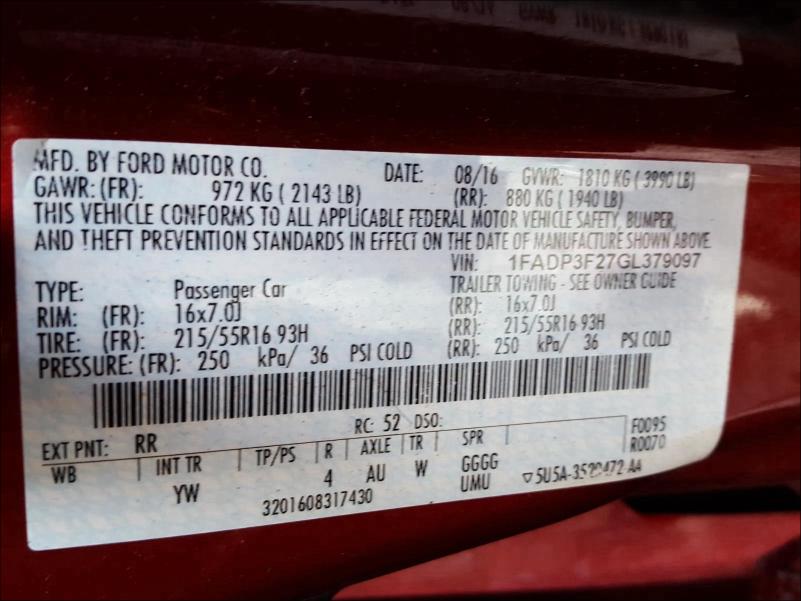 MFD. BY FORD MOTOR CO. DATE: 08/16 GVWR: 1810 KG ( 3990 LB)
GAWR: (FR): 972 KG ( 2143 LB) (RR): 880 KG ( 1940 LB)
THIS VEHICLE CONFORMS TO ALL APPLICABLE FEDERAL MOTOR VEHICLE SAFETY, BUMPER,
AND THEFT PREVENTION STANDARDS IN EFFECT ON THE DATE OF MANUFACTURE SHOWN ABOVE.
VIN: 1FADP3F27GL379097
TYPE: Passenger Car TRAILER TOWING - SEE OWNER GUIDE
RIM: (FR): 16x7.0J (RR): 16x7.0J
TIRE: (FR): 215/55R16 93H (RR): 215/55R16 93H
PRESSURE: (FR): 250 kPa/ 36 PSI COLD (RR): 250 kPa/ 36 PSI COLD
RC: 52 DSO: F0095
EXT PNT: RR R0070
WB INT TR TP/PS R AXLE TR SPR
YW 4 AU W GGGG
3201608317430 UMU